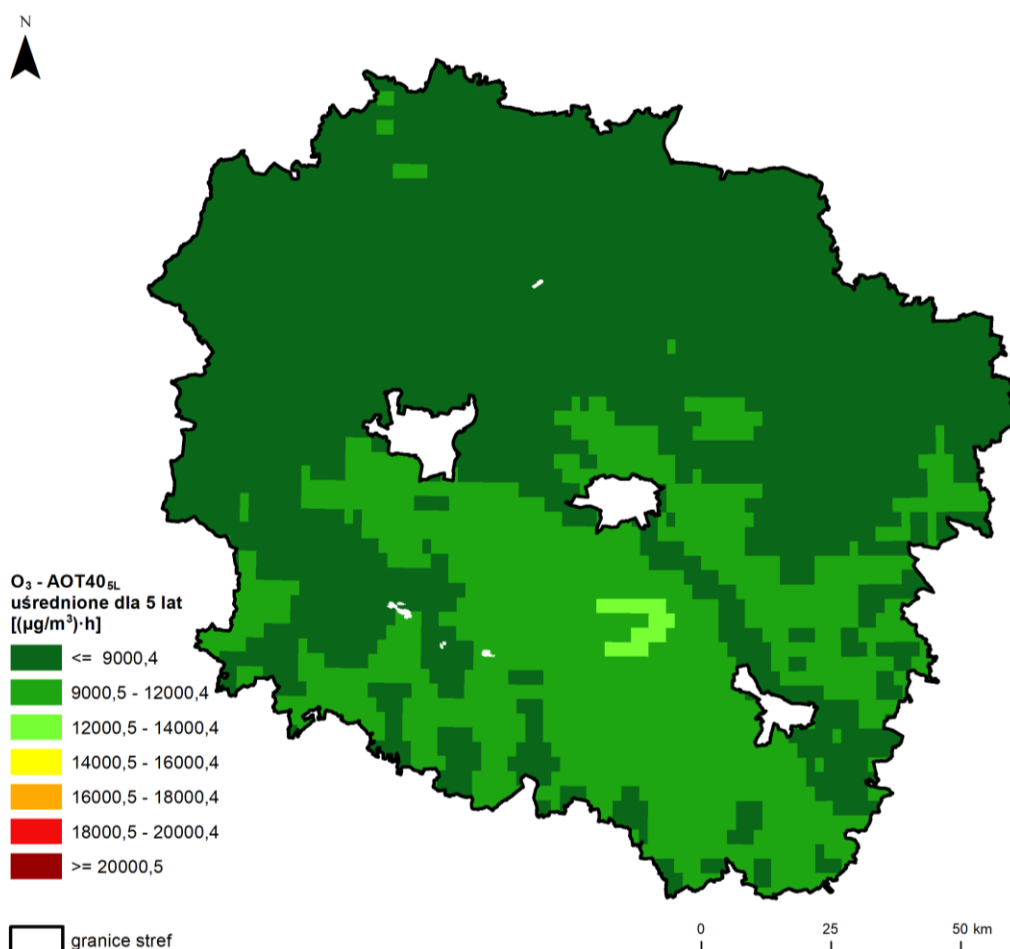 N
O₃ - AOT40₅L
uśrednione dla 5 lat
[(µg/m³)·h]
<= 9000,4
9000,5 - 12000,4
12000,5 - 14000,4
14000,5 - 16000,4
16000,5 - 18000,4
18000,5 - 20000,4
>= 20000,5
granice stref
0 25 50 km